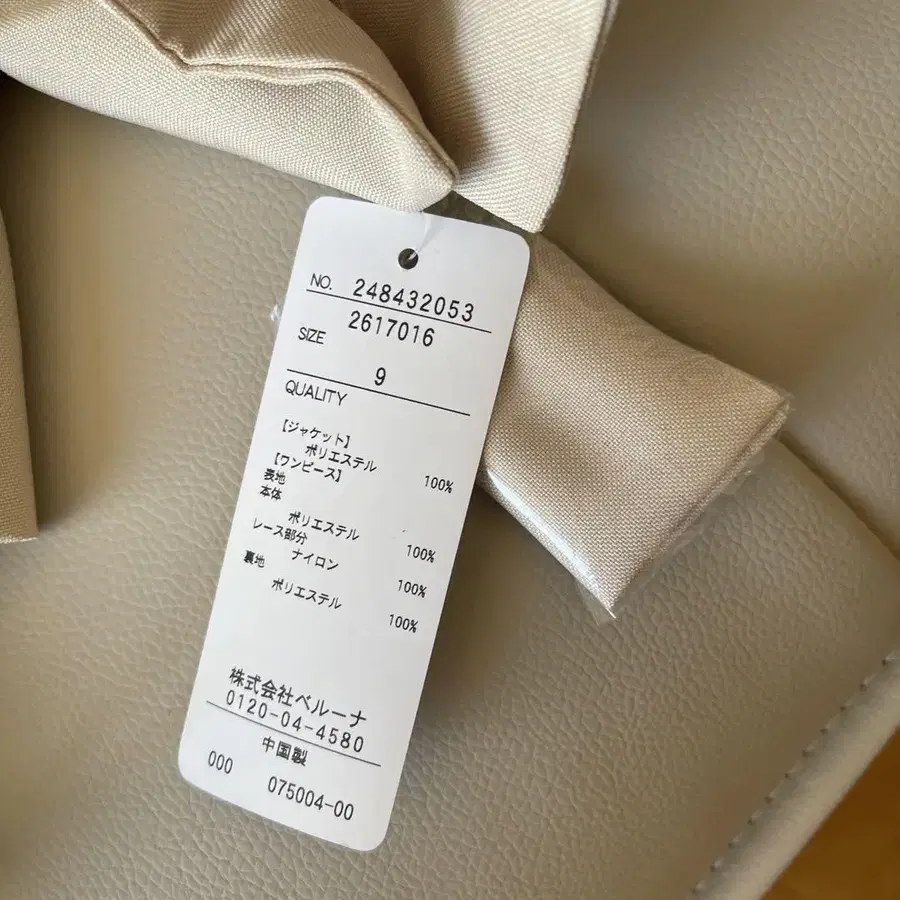 NO. 248432053
2617016
SIZE
9
QUALITY
【ジャケット】
ポリエステル 100%
【ワンピース】
表地
本体
ポリエステル 100%
レース部分
ナイロン 100%
裏地
ポリエステル 100%
株式会社ベルーナ
0120-04-4580
中国製
000 075004-00